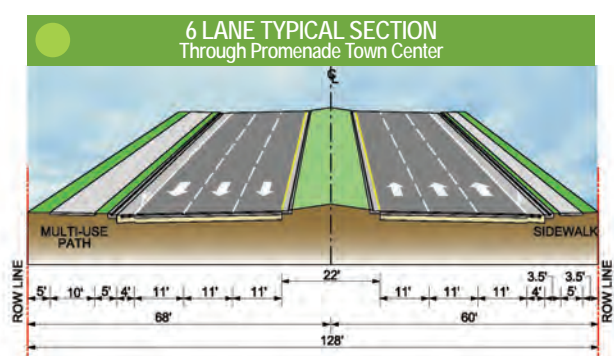 6 LANE TYPICAL SECTION
Through Promenade Town Center
℄
MULTI-USE
PATH
SIDEWALK
ROW LINE
ROW LINE
22'
3.5' 3.5'
5' 10' 5' 4' 11' 11' 11' 11' 11' 11' 4' 5'
68' 60'
128'